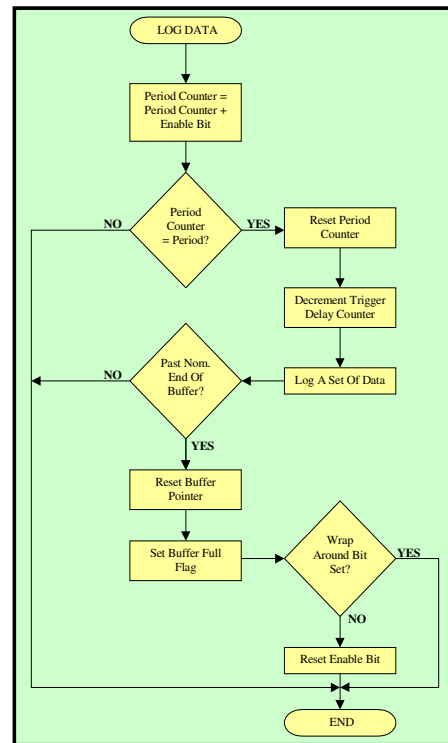 LOG DATA
Period Counter =
Period Counter +
Enable Bit
Period
Counter
= Period?
NO
YES
Reset Period
Counter
Decrement Trigger
Delay Counter
Log A Set Of Data
Past Nom.
End Of
Buffer?
NO
YES
Reset Buffer
Pointer
Set Buffer Full
Flag
Wrap
Around Bit
Set?
YES
NO
Reset Enable Bit
END